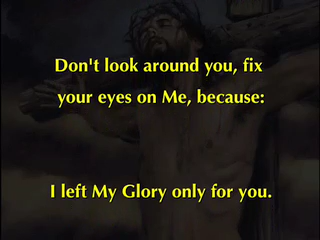 Don't look around you, fix
your eyes on Me, because:
I left My Glory only for you.